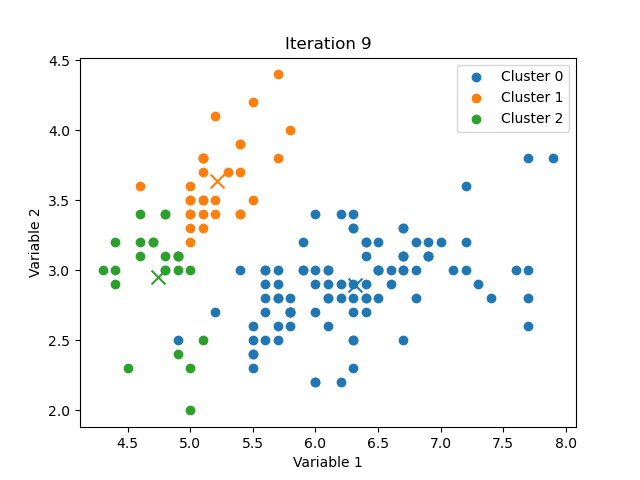 Iteration 9
Cluster 0
Cluster 1
Cluster 2
4.5
4.0
3.5
3.0
2.5
2.0
Variable 2
4.5 5.0 5.5 6.0 6.5 7.0 7.5 8.0
Variable 1